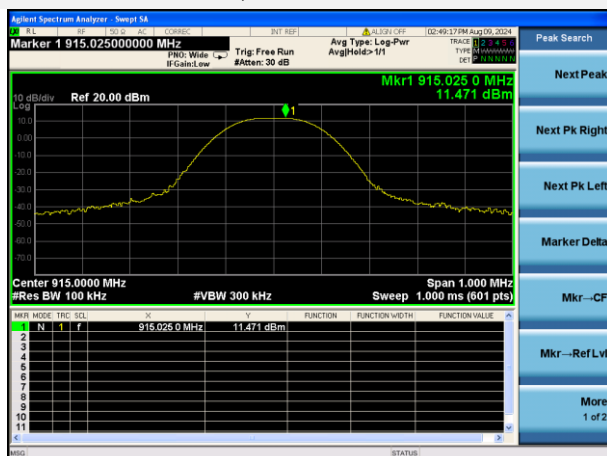 Agilent Spectrum Analyzer - Swept SA
RL RF 50 Ω AC CORREC INT REF ALIGN OFF 02:49:17PM Aug 09, 2024
Marker 1 915.025000000 MHz
PNO: Wide
IFGain:Low
Trig: Free Run
#Atten: 30 dB
Avg Type: Log-Pwr
Avg|Hold:>1/1
TRACE 1 2 3 4 5 6
TYPE
DET P N N N N N
Peak Search
Mkr1 915.025 0 MHz
11.471 dBm
10 dB/div Ref 20.00 dBm
Log
1
10.0
0.00
-10.0
-20.0
-30.0
-40.0
-50.0
-60.0
-70.0
Center 915.0000 MHz Span 1.000 MHz
#Res BW 100 kHz #VBW 300 kHz Sweep 1.000 ms (601 pts)
MKR MODE TRC SCL X Y FUNCTION FUNCTION WIDTH FUNCTION VALUE
1 N 1 f 915.025 0 MHz 11.471 dBm
2
3
4
5
6
7
8
9
10
11
MSG STATUS
Next Peak
Next Pk Right
Next Pk Left
Marker Delta
Mkr→CF
Mkr→Ref Lvl
More
1 of 2